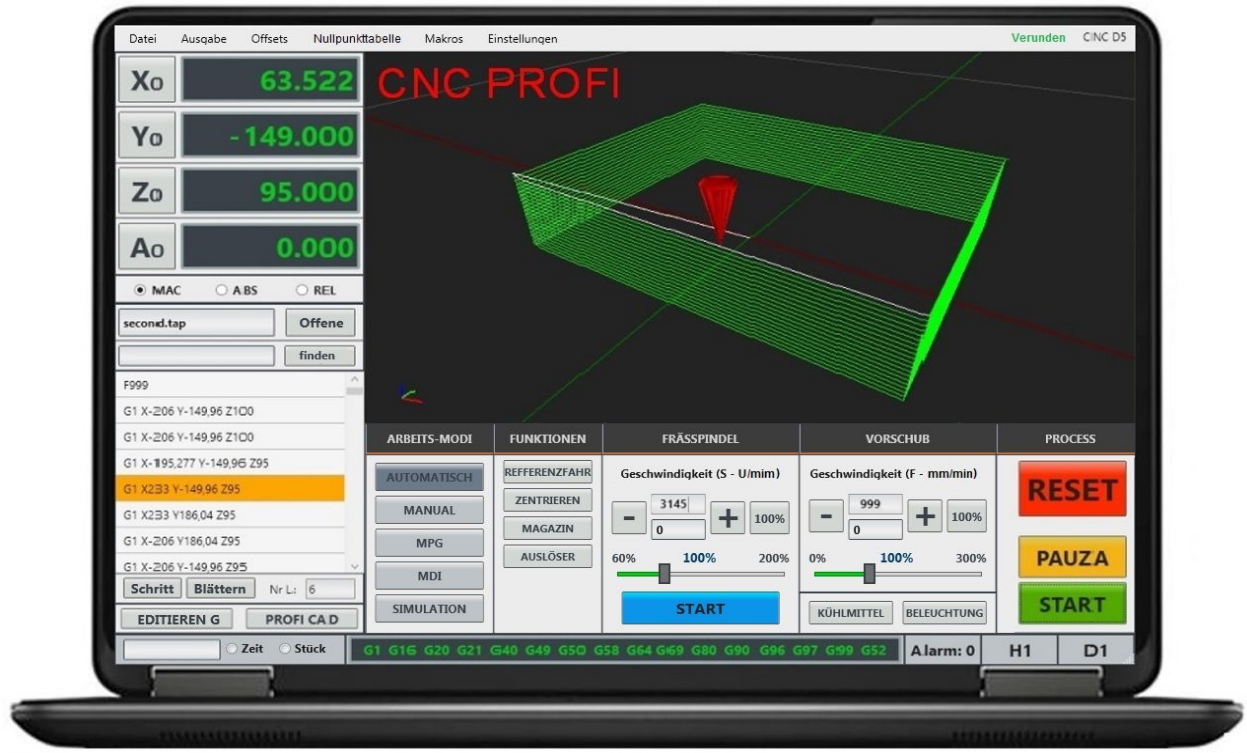 Datei Ausgabe Offsets Nullpunkttabelle Makros Einstellungen Verunden CINC D5
CNC PROFI
X0 63.522
Y0 -149.000
Z0 95.000
A0 0.000
MAC ABS REL
second.tap Offene
finden
F999
G1 X-206 Y-149,96 Z100
G1 X-206 Y-149,96 Z100
G1 X-195,277 Y-149,96 Z95
G1 X233 Y-149,96 Z95
G1 X233 Y186,04 Z95
G1 X-206 Y186,04 Z95
G1 X-206 Y-149,96 Z95
Schritt Blättern Nr L.: 6
EDITIEREN G PROFI CAD
Zeit Stück
ARBEITS-MODI
AUTOMATISCH
MANUAL
MPG
MDI
SIMULATION
FUNKTIONEN
REFFERENZFAHR
ZENTRIEREN
MAGAZIN
AUSLÖSER
FRÄSSPINDEL
Geschwindigkeit (S - U/mim)
- 3145 + 100%
0
60% 100% 200%
START
VORSCHUB
Geschwindigkeit (F - mm/min)
- 999 + 100%
0
0% 100% 300%
KÜHLMITTEL BELEUCHTUNG
PROCESS
RESET
PAUZA
START
G1 G16 G20 G21 G40 G49 G50 G58 G64 G69 G80 G90 G96 G97 G99 G52
Alarm: 0 H1 D1